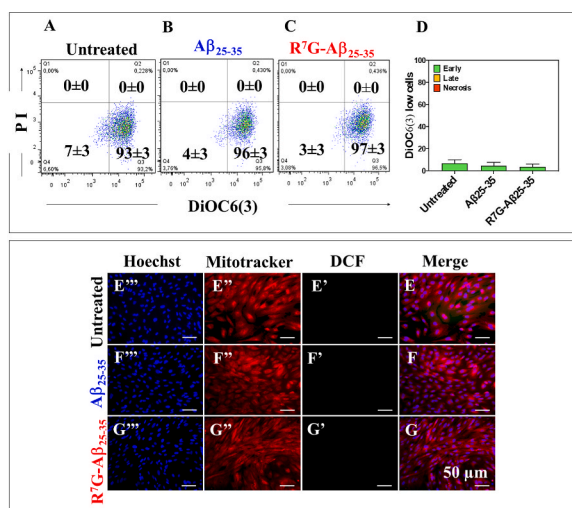 A
B
C
D
Untreated
Aβ25-35
R⁷G-Aβ25-35
Q1
0,00%
Q2
0,228%
0±0
0±0
7±3
93±3
Q4
6,60%
Q3
93,2%
Q1
0,00%
Q2
0,430%
0±0
0±0
4±3
96±3
Q4
3,76%
Q3
95,8%
Q1
0,00%
Q2
0,436%
0±0
0±0
3±3
97±3
Q4
3,08%
Q3
96,5%
PI
DiOC6(3)
DiOC6(3) low cells
100
80
60
40
20
0
Early
Late
Necrosis
Untreated
Aβ25-35
R'G-Aβ25-35
Hoechst Mitotracker DCF Merge
Untreated
E''' E'' E' E
Aβ25-35
F''' F'' F' F
R⁷G-Aβ25-35
G''' G'' G' G
50 µm